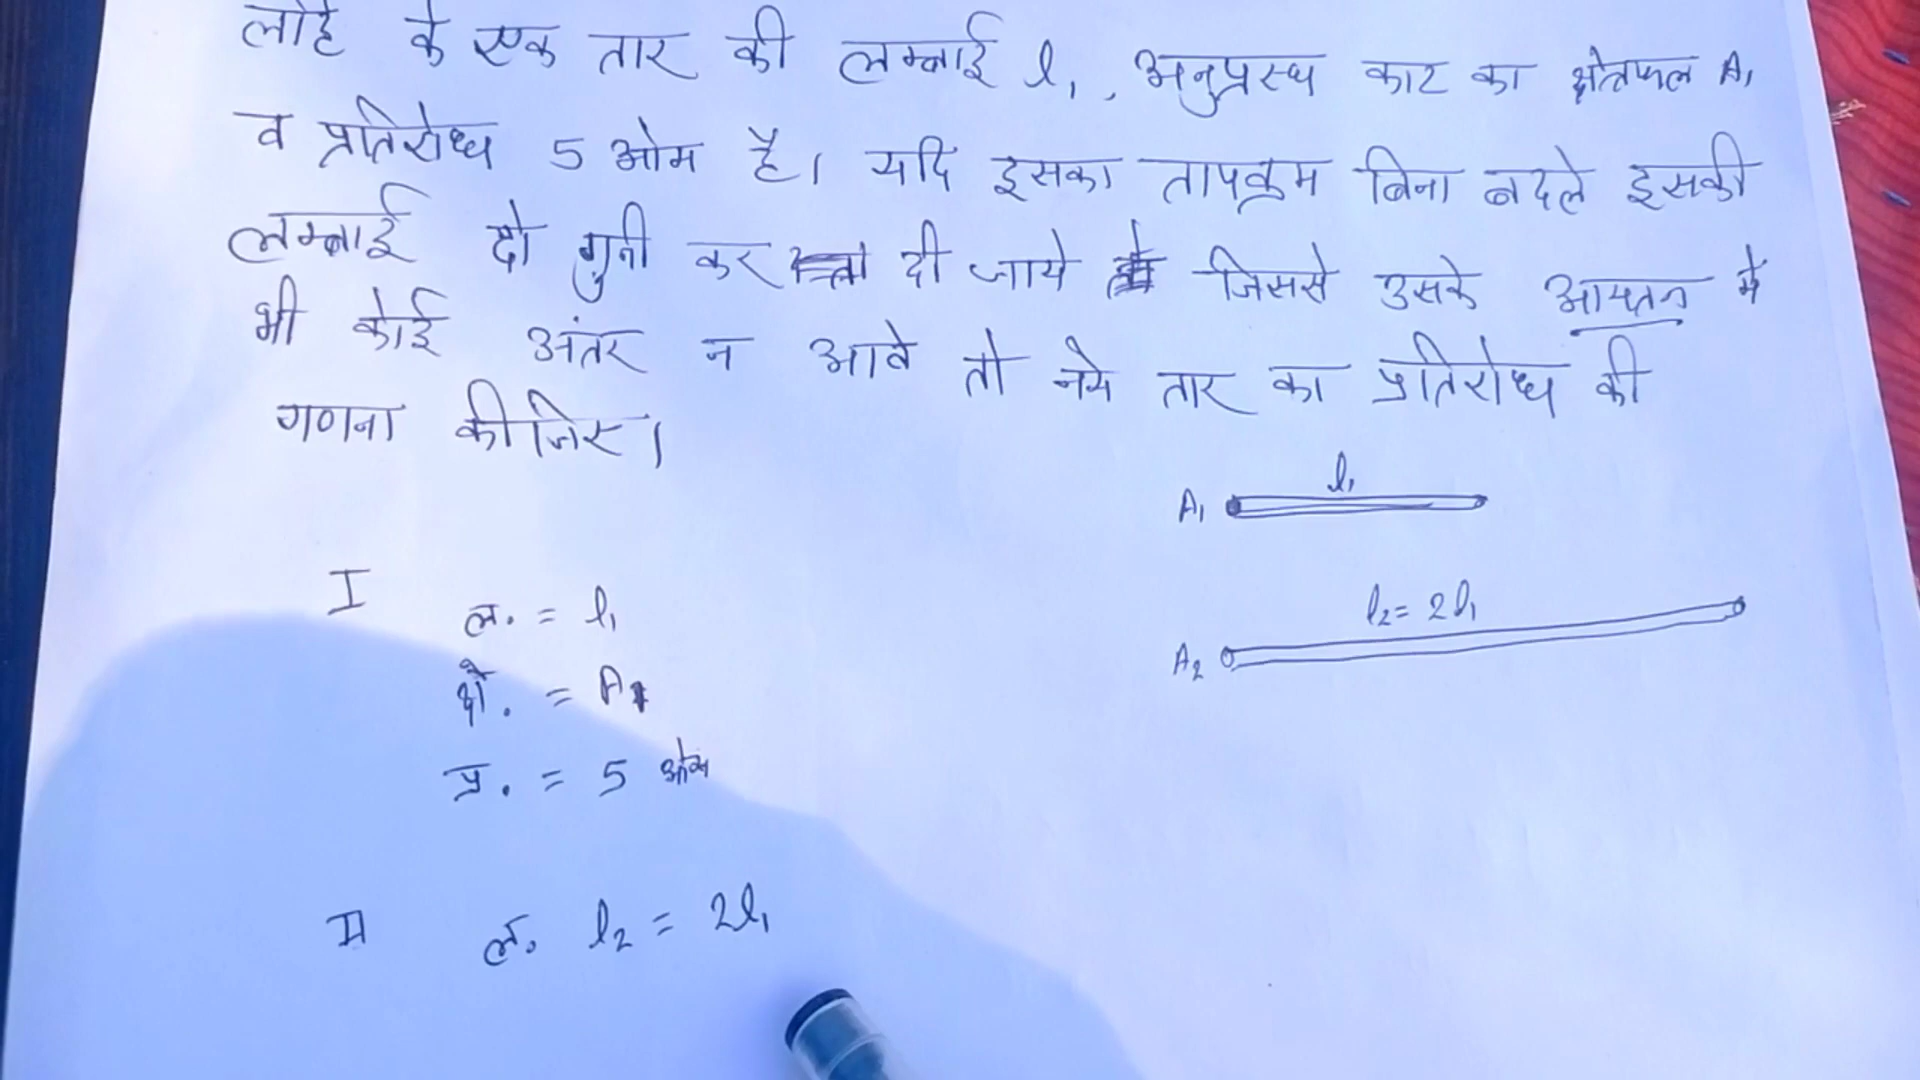 लोहे के एक तार की लम्बाई l₁, अनुप्रस्थ काट का क्षेत्रफल A₁
व प्रतिरोध 5 ओम है। यदि इसका तापक्रम बिना बदले इसकी
लम्बाई दो गुनी कर दी जाये जिससे उसके आयतन मे
भी कोई अंतर न आवे तो नये तार का प्रतिरोध की
गणना कीजिए।
l₁
A₁
l₂ = 2l₁
A₂
I
ल. = l₁
क्षे. = A₁
प्र. = 5 ओम
II ल. l₂ = 2l₁